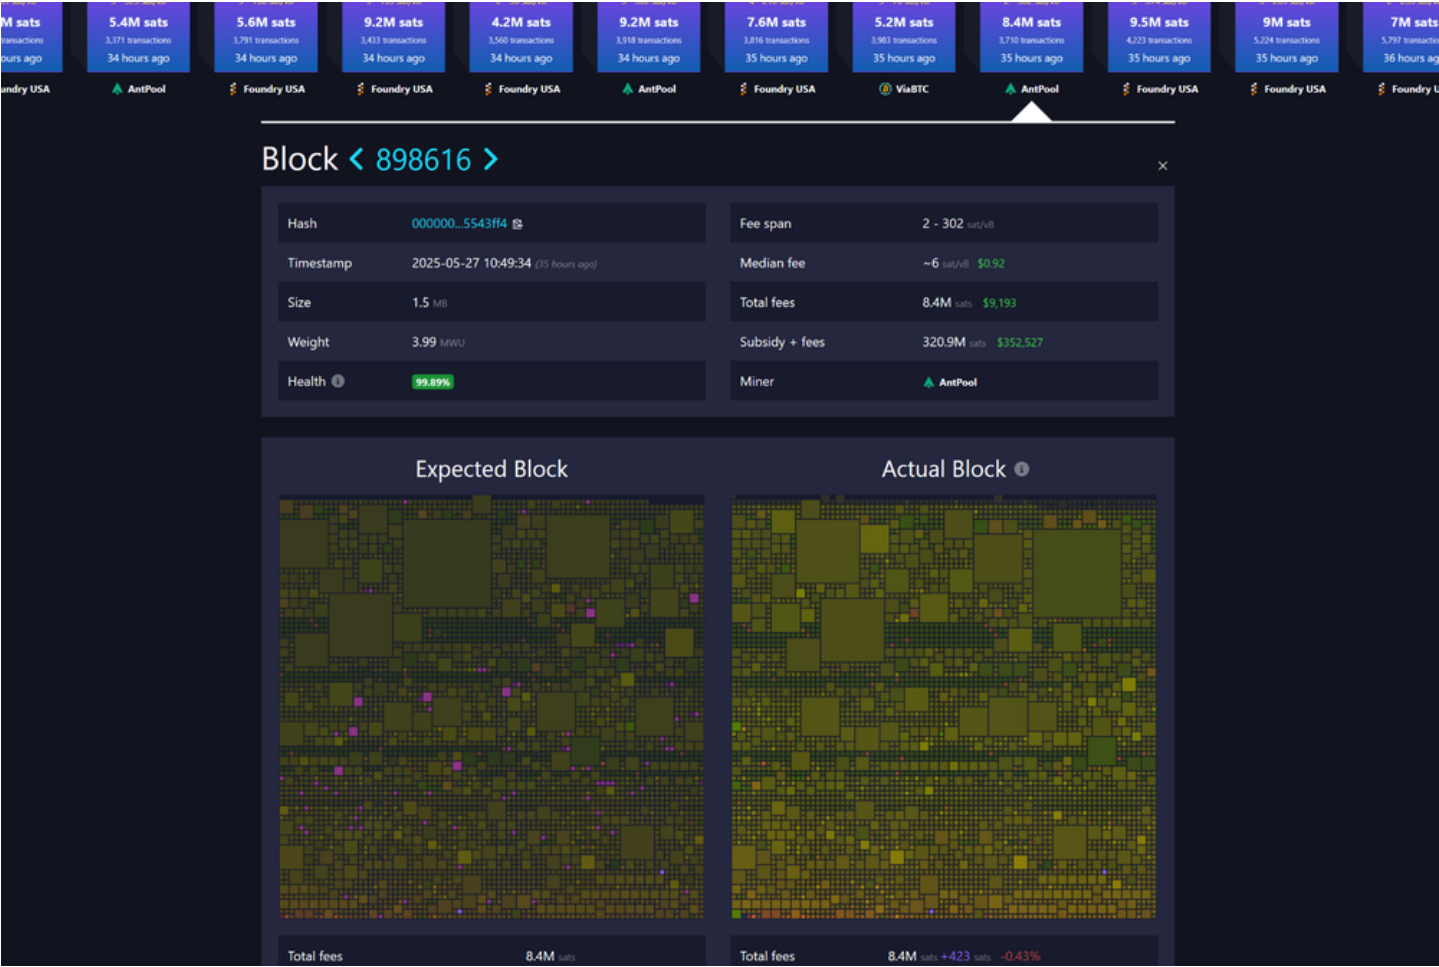 M sats 5.4M sats 5.6M sats 9.2M sats 4.2M sats 9.2M sats 7.6M sats 5.2M sats 8.4M sats 9.5M sats 9M sats 7M sats
transactions 3,371 transactions 3,791 transactions 3,433 transactions 3,560 transactions 3,918 transactions 3,816 transactions 3,983 transactions 3,710 transactions 4,223 transactions 5,224 transactions 5,797 transactio
ours ago 34 hours ago 34 hours ago 34 hours ago 34 hours ago 34 hours ago 35 hours ago 35 hours ago 35 hours ago 35 hours ago 35 hours ago 36 hours ag
undry USA AntPool Foundry USA Foundry USA Foundry USA AntPool Foundry USA ViaBTC AntPool Foundry USA Foundry USA Foundry U
Block < 898616 >
×
Hash 000000...5543ff4
Timestamp 2025-05-27 10:49:34 (35 hours ago)
Size 1.5 MB
Weight 3.99 MWU
Health 99.89%
Fee span 2 - 302 sat/vB
Median fee ~6 sat/vB $0.92
Total fees 8.4M sats $9,193
Subsidy + fees 320.9M sats $352,527
Miner AntPool
Expected Block
Actual Block
Total fees 8.4M sats
Total fees 8.4M sats +423 sats -0.43%